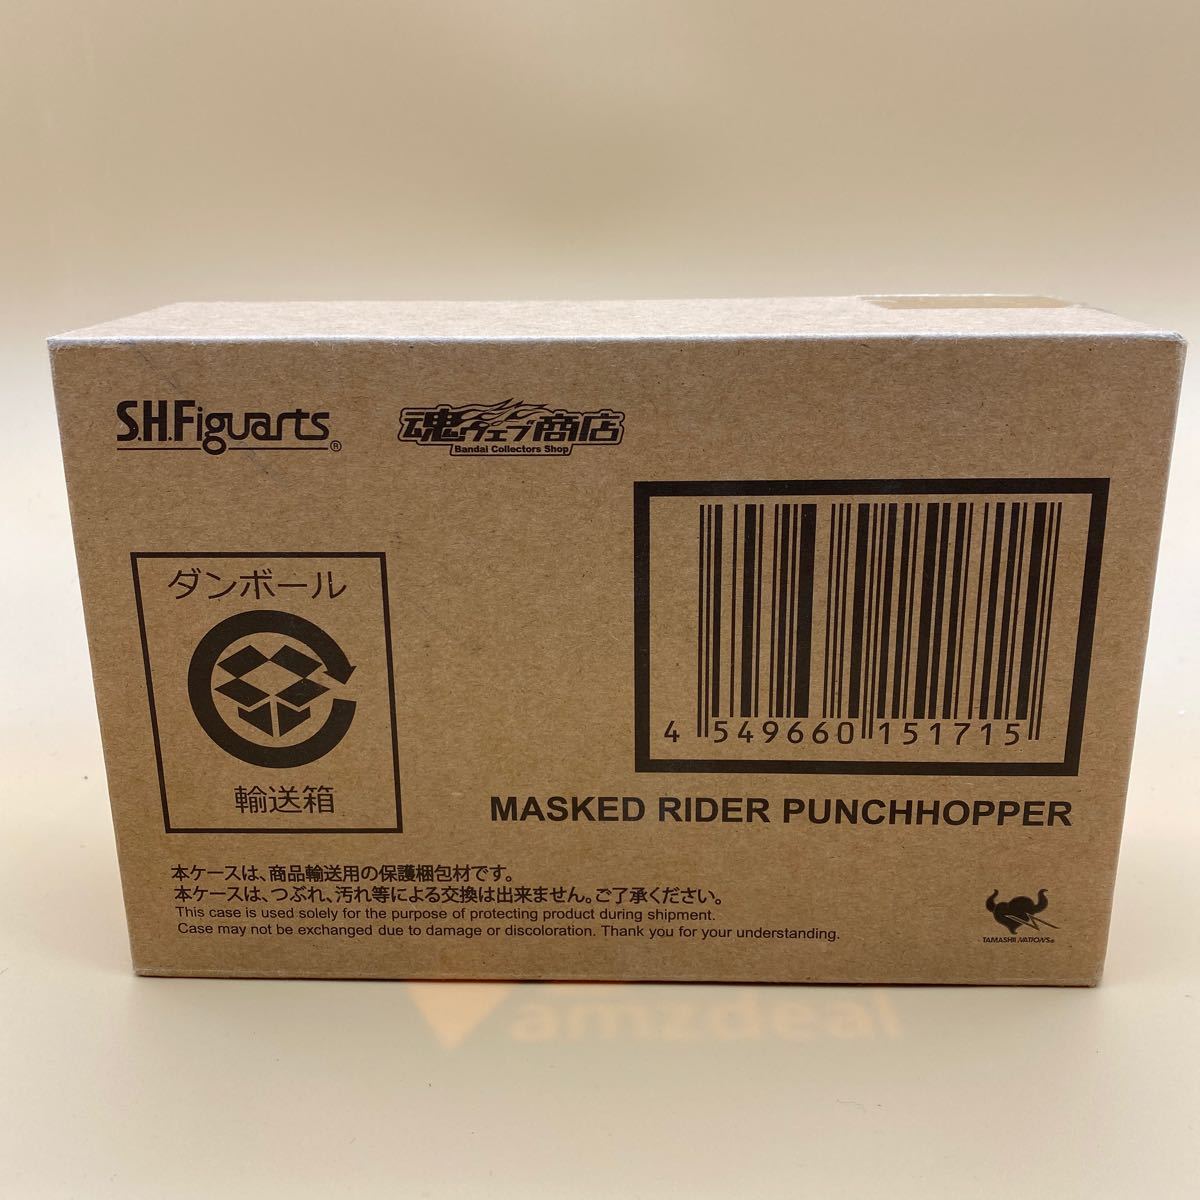 S.H.Figuarts®
魂ウェブ商店
Bandai Collectors Shop
ダンボール
輸送箱
4 549660 151715
MASKED RIDER PUNCHHOPPER
本ケースは、商品輸送用の保護梱包材です。
本ケースは、つぶれ、汚れ等による交換は出来ません。ご了承ください。
This case is used solely for the purpose of protecting product during shipment.
Case may not be exchanged due to damage or discoloration. Thank you for your understanding.
TAMASHII NATIONS®
amzdeal